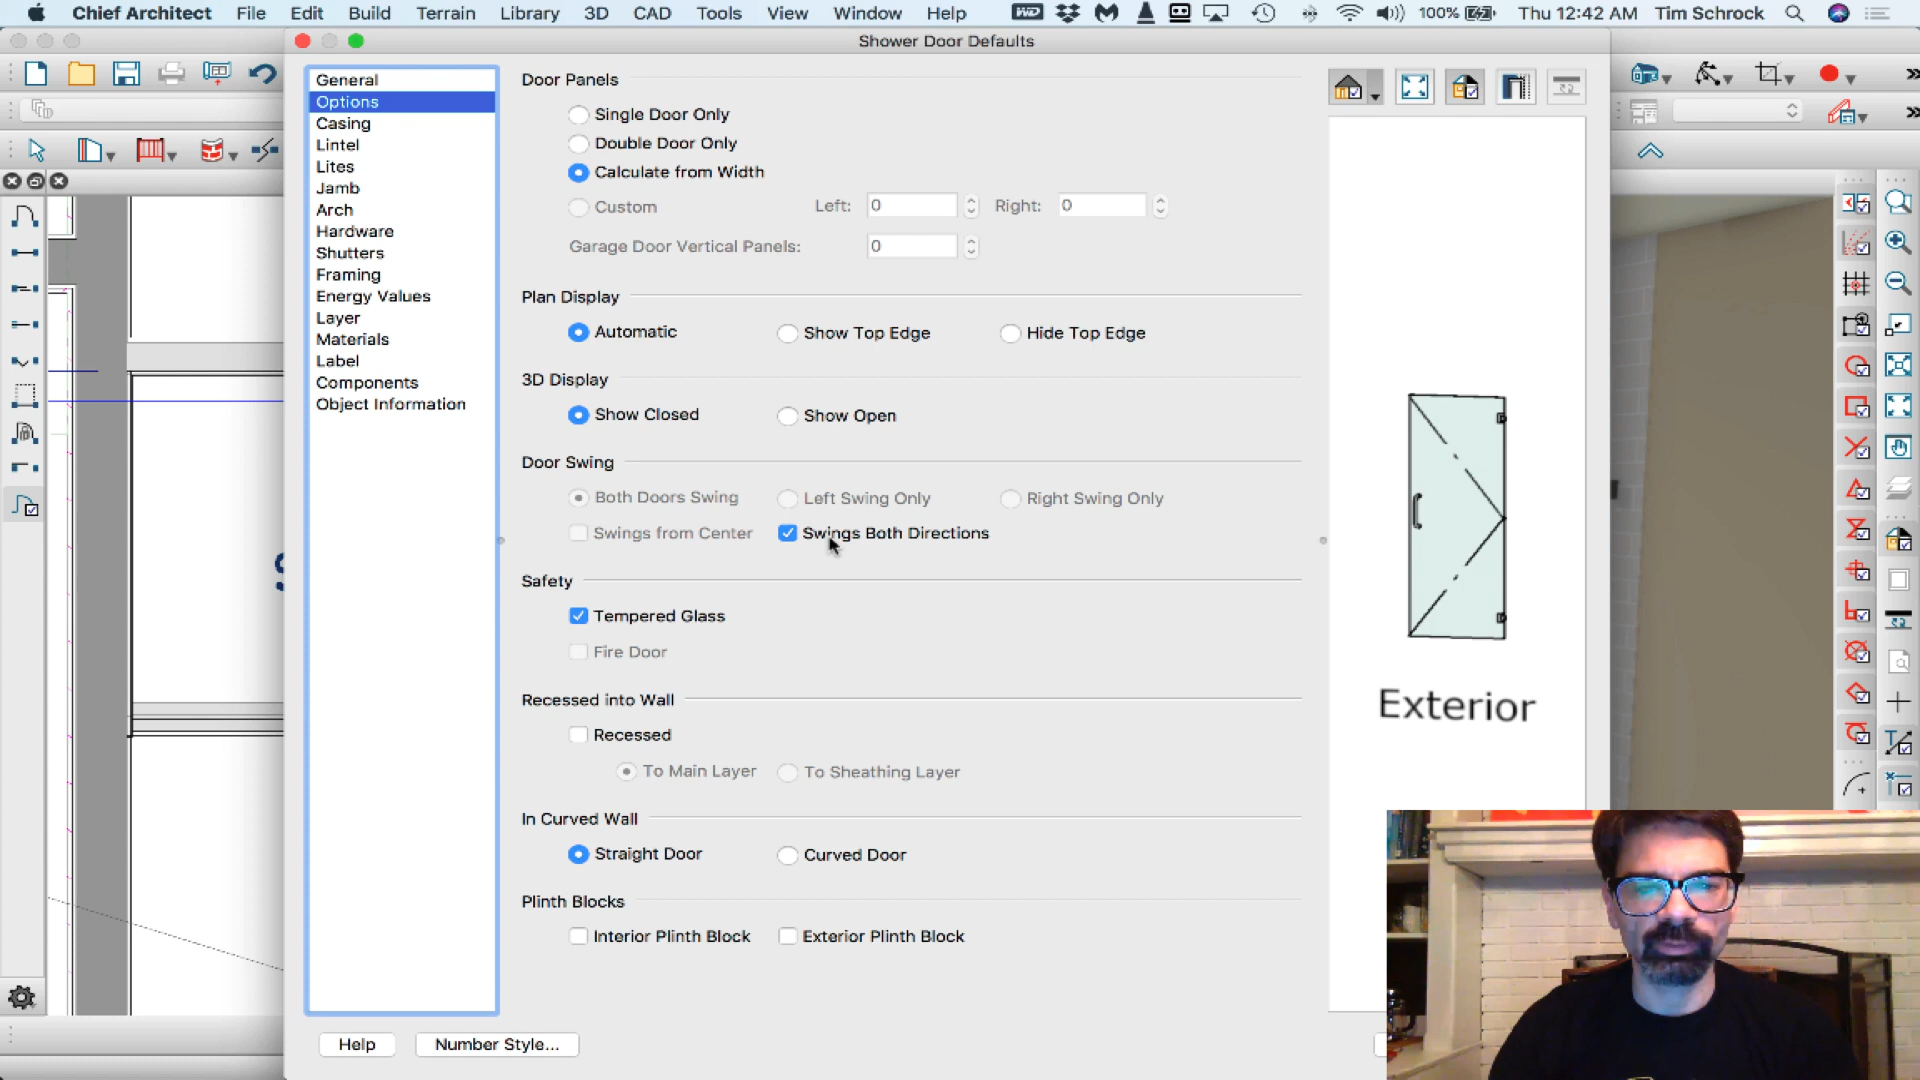 Chief Architect File Edit Build Terrain Library 3D CAD Tools View Window Help WD 100% Thu 12:42 AM Tim Schrock
Shower Door Defaults
General
Options
Casing
Lintel
Lites
Jamb
Arch
Hardware
Shutters
Framing
Energy Values
Layer
Materials
Label
Components
Object Information
Door Panels
Single Door Only
Double Door Only
Calculate from Width
Custom Left: 0 Right: 0
Garage Door Vertical Panels: 0
Plan Display
Automatic Show Top Edge Hide Top Edge
3D Display
Show Closed Show Open
Door Swing
Both Doors Swing Left Swing Only Right Swing Only
Swings from Center Swings Both Directions
Safety
Tempered Glass
Fire Door
Recessed into Wall
Recessed
To Main Layer To Sheathing Layer
In Curved Wall
Straight Door Curved Door
Plinth Blocks
Interior Plinth Block Exterior Plinth Block
Exterior
Help Number Style...